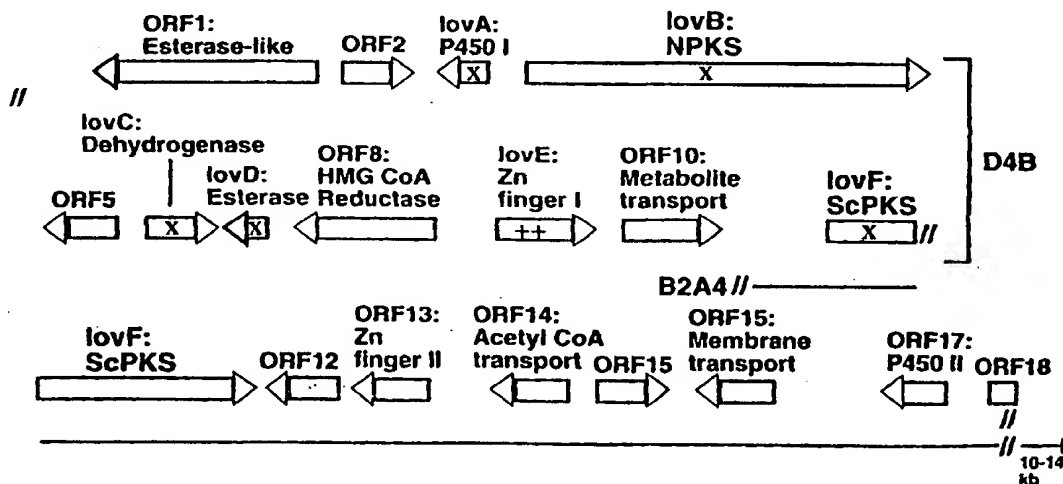 ORF1:
Esterase-like
ORF2
lovA:
P450 I
lovB:
NPKS
X
X
//
D4B
lovC:
Dehydrogenase
lovD:
Esterase
ORF8:
HMG CoA
Reductase
lovE:
Zn
finger I
ORF10:
Metabolite
transport
lovF:
ScPKS
ORF5
X
X
++
X
//
B2A4 //
lovF:
ScPKS
ORF12
ORF13:
Zn
finger II
ORF14:
Acetyl CoA
transport
ORF15
ORF15:
Membrane
transport
ORF17:
P450 II
ORF18
//
//
10-14
kb